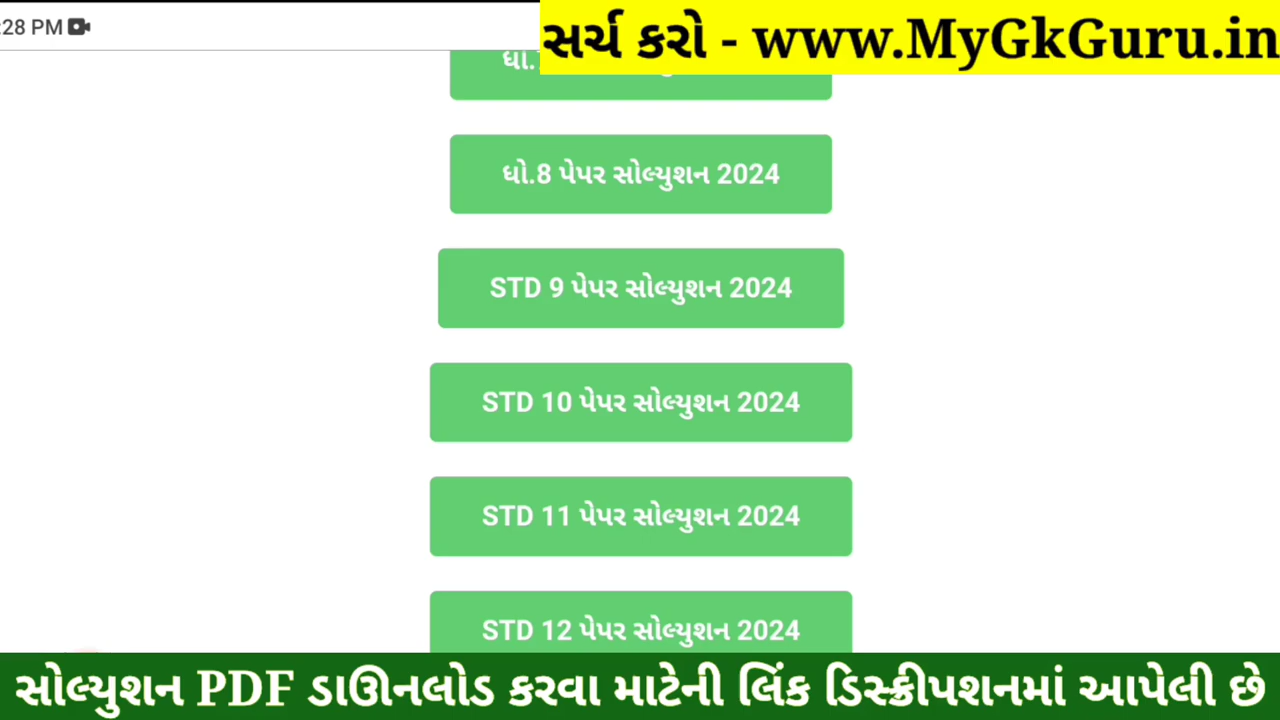 :28 PM
સર્ચ કરો - www.MyGkGuru.in
ધો.
ધો.8 પેપર સોલ્યુશન 2024
STD 9 પેપર સોલ્યુશન 2024
STD 10 પેપર સોલ્યુશન 2024
STD 11 પેપર સોલ્યુશન 2024
STD 12 પેપર સોલ્યુશન 2024
સોલ્યુશન PDF ડાઊનલોડ કરવા માટેની લિંક ડિસ્ક્રીપશનમાં આપેલી છે